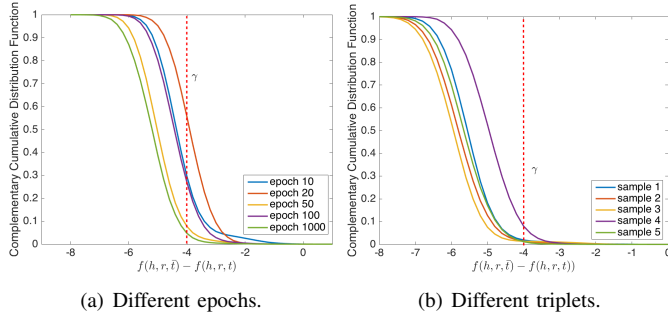 Complementary Cumulative Distribution Function
1
0.9
0.8
0.7
0.6
0.5
0.4
0.3
0.2
0.1
0
-8
-6
-4
-2
0
γ
epoch 10
epoch 20
epoch 50
epoch 100
epoch 1000
f(h, r, t̄) − f(h, r, t)
(a) Different epochs.
Complementary Cumulative Distribution Function
1
0.9
0.8
0.7
0.6
0.5
0.4
0.3
0.2
0.1
0
-8
-7
-6
-5
-4
-3
-2
-1
0
γ
sample 1
sample 2
sample 3
sample 4
sample 5
f(h, r, t̄) − f(h, r, t))
(b) Different triplets.